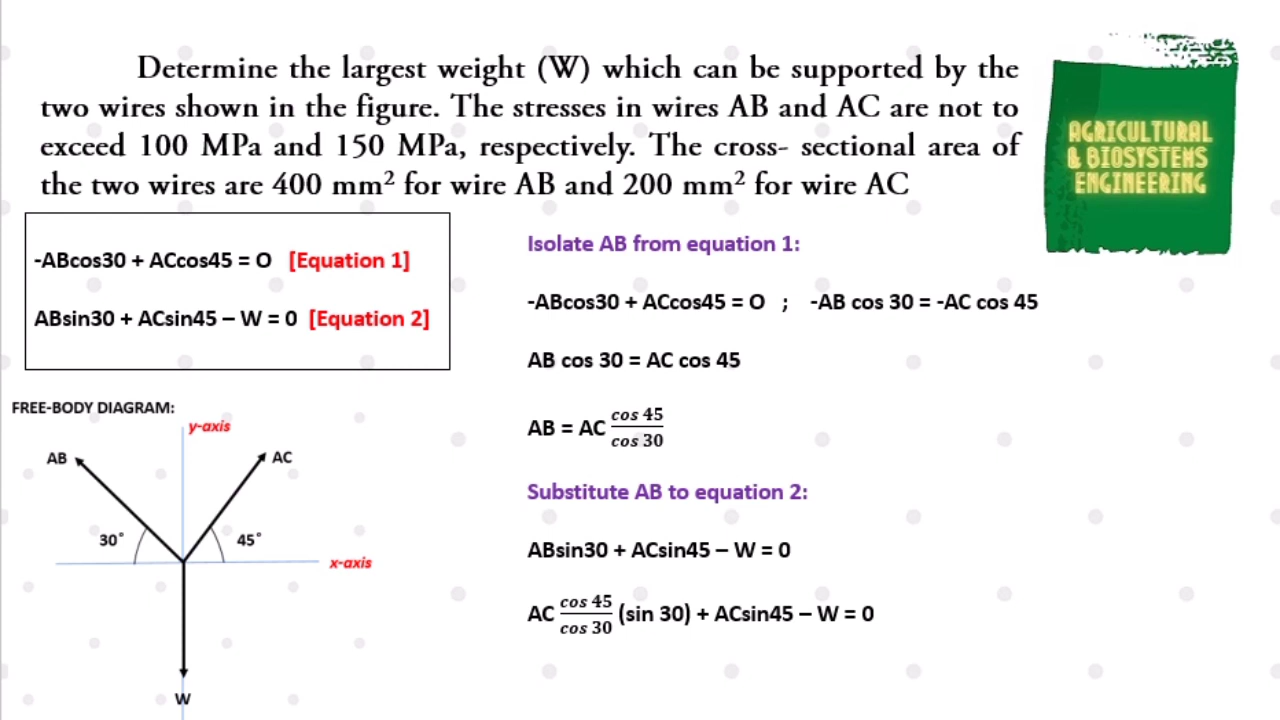 Determine the largest weight (W) which can be supported by the
two wires shown in the figure. The stresses in wires AB and AC are not to
exceed 100 MPa and 150 MPa, respectively. The cross- sectional area of
the two wires are 400 mm² for wire AB and 200 mm² for wire AC
AGRICULTURAL
& BIOSYSTEMS
ENGINEERING
-ABcos30 + ACcos45 = O [Equation 1]
ABsin30 + ACsin45 – W = 0 [Equation 2]
FREE-BODY DIAGRAM:
y-axis
AB
AC
30°
45°
x-axis
W
Isolate AB from equation 1:
-ABcos30 + ACcos45 = O ; -AB cos 30 = -AC cos 45
AB cos 30 = AC cos 45
AB = AC cos 45 / cos 30
Substitute AB to equation 2:
ABsin30 + ACsin45 – W = 0
AC cos 45 / cos 30 (sin 30) + ACsin45 – W = 0